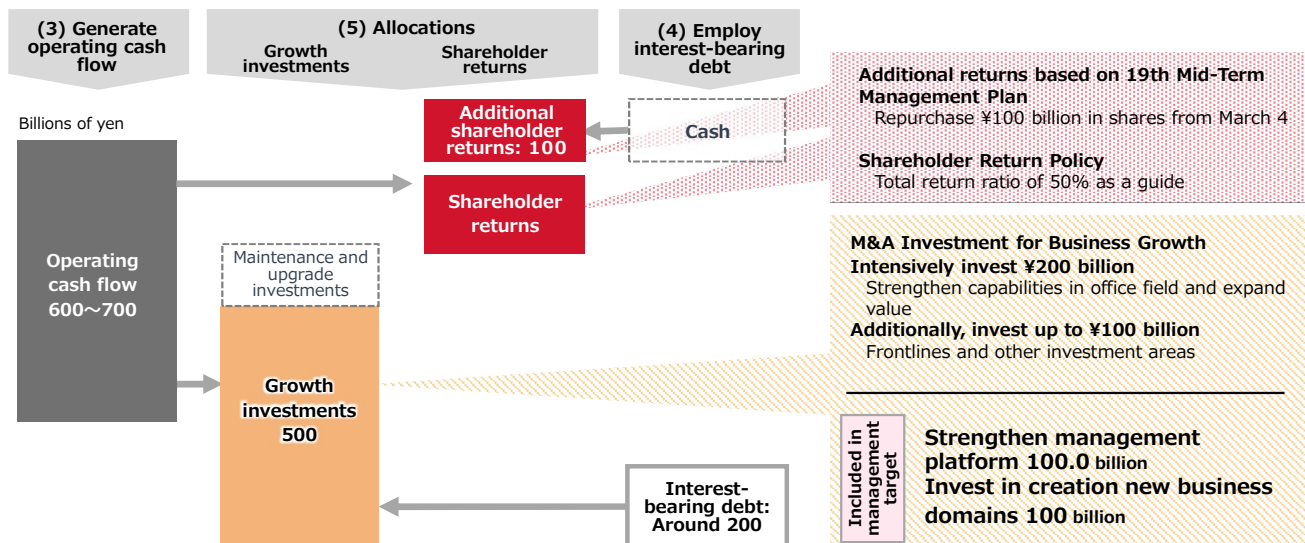 (3) Generate
operating cash
flow
(5) Allocations
Growth
investments
Shareholder
returns
(4) Employ
interest-bearing
debt
Billions of yen
Operating
cash flow
600～700
Additional
shareholder
returns: 100
Cash
Shareholder
returns
Maintenance and
upgrade
investments
Growth
investments
500
Interest-
bearing debt:
Around 200
Additional returns based on 19th Mid-Term
Management Plan
Repurchase ¥100 billion in shares from March 4
Shareholder Return Policy
Total return ratio of 50% as a guide
M&A Investment for Business Growth
Intensively invest ¥200 billion
Strengthen capabilities in office field and expand
value
Additionally, invest up to ¥100 billion
Frontlines and other investment areas
Included in
management
target
Strengthen management
platform 100.0 billion
Invest in creation new business
domains 100 billion